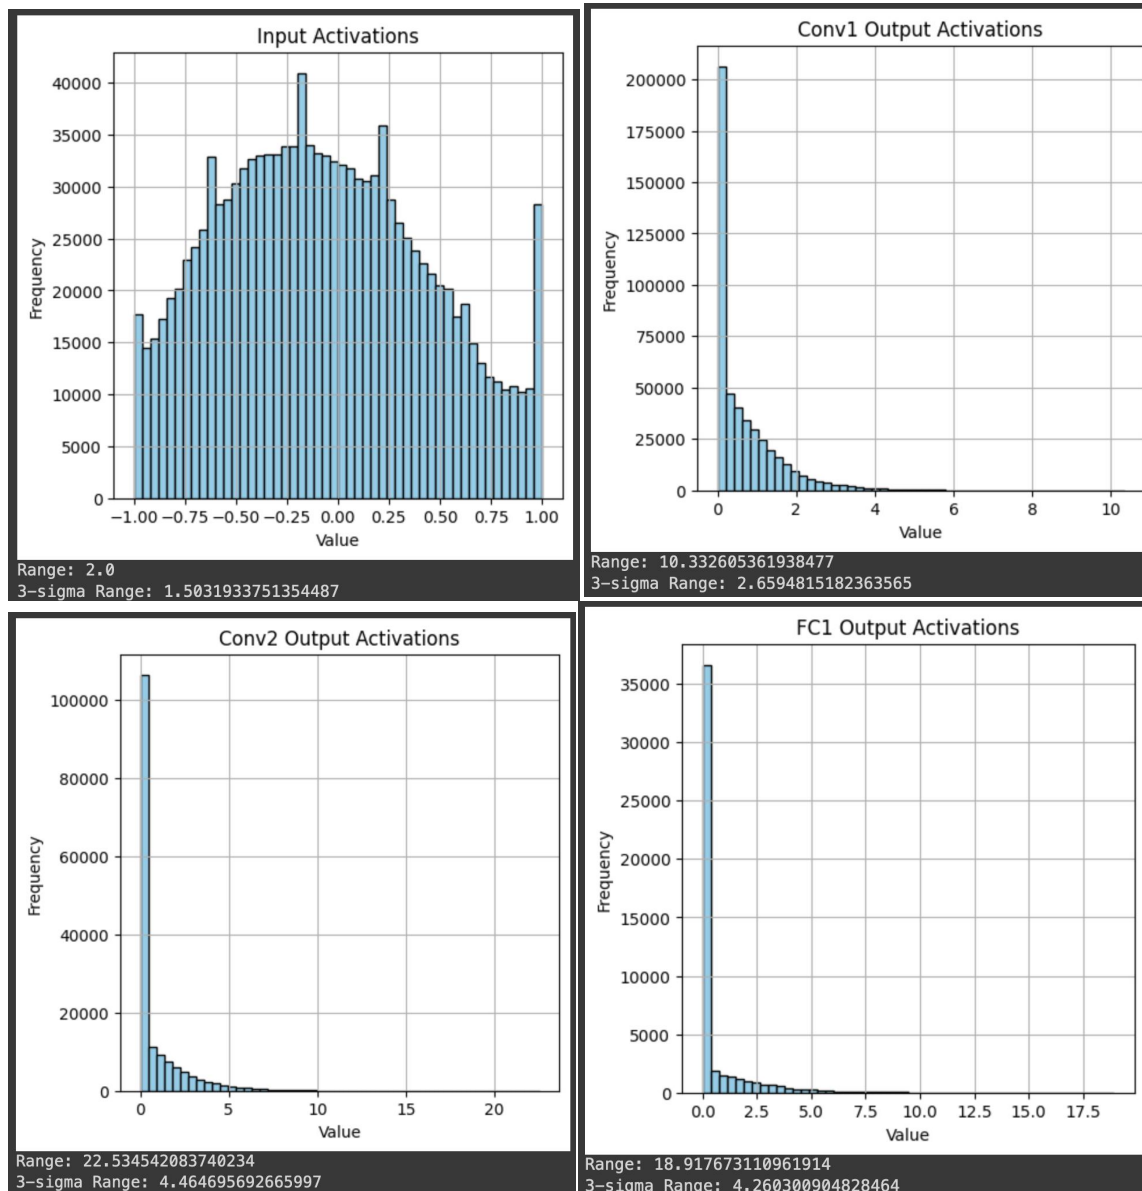 Input Activations
40000
35000
30000
25000
20000
15000
10000
5000
0
Frequency
−1.00 −0.75 −0.50 −0.25 0.00 0.25 0.50 0.75 1.00
Value
Range: 2.0
3-sigma Range: 1.5031933751354487
Conv1 Output Activations
200000
175000
150000
125000
100000
75000
50000
25000
0
Frequency
0 2 4 6 8 10
Value
Range: 10.332605361938477
3-sigma Range: 2.6594815182363565
Conv2 Output Activations
100000
80000
60000
40000
20000
0
Frequency
0 5 10 15 20
Value
Range: 22.534542083740234
3-sigma Range: 4.464695692665997
FC1 Output Activations
35000
30000
25000
20000
15000
10000
5000
0
Frequency
0.0 2.5 5.0 7.5 10.0 12.5 15.0 17.5
Value
Range: 18.917673110961914
3-sigma Range: 4.260300904828464